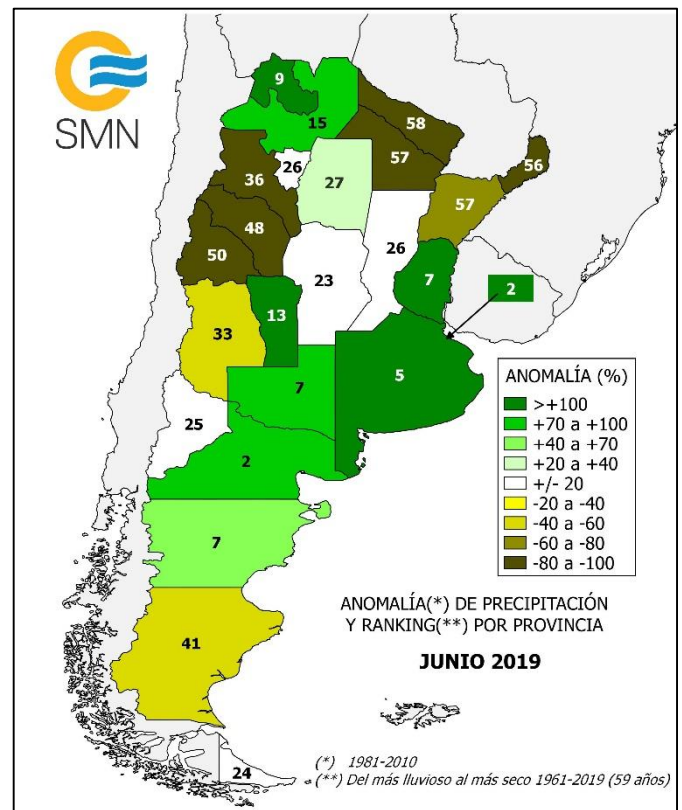 SMN
9
15
58
57
56
26
27
36
57
48
50
26
23
7
2
13
33
5
7
25
2
7
41
24
ANOMALÍA (%)
>+100
+70 a +100
+40 a +70
+20 a +40
+/- 20
-20 a -40
-40 a -60
-60 a -80
-80 a -100
ANOMALÍA(*) DE PRECIPITACIÓN
Y RANKING(**) POR PROVINCIA
JUNIO 2019
(*) 1981-2010
(**) Del más lluvioso al más seco 1961-2019 (59 años)